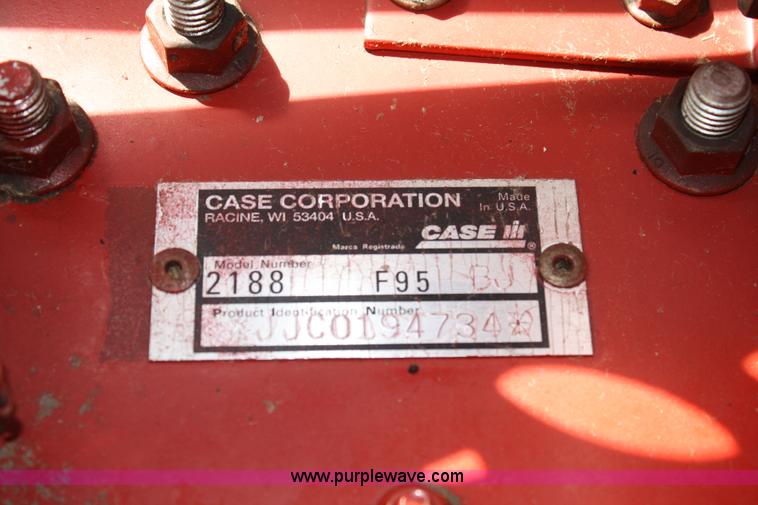 CASE CORPORATION
RACINE, WI 53404 U.S.A.
Made
In U.S.A.
Marca Registrada
CASE IH ®
Model Number
2188 F95 BJ
Product Identification Number
JJC0194734
www.purplewave.com